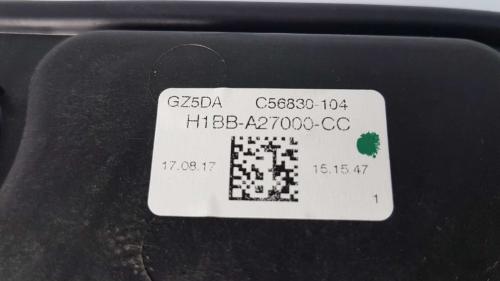 GZ5DA C56830-104
H1BB-A27000-CC
17.08.17 15.15.47
1